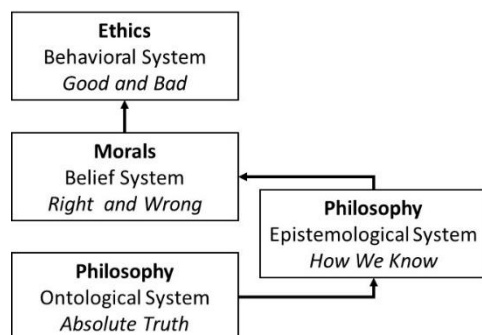 Ethics
Behavioral System
Good and Bad
Morals
Belief System
Right and Wrong
Philosophy
Epistemological System
How We Know
Philosophy
Ontological System
Absolute Truth